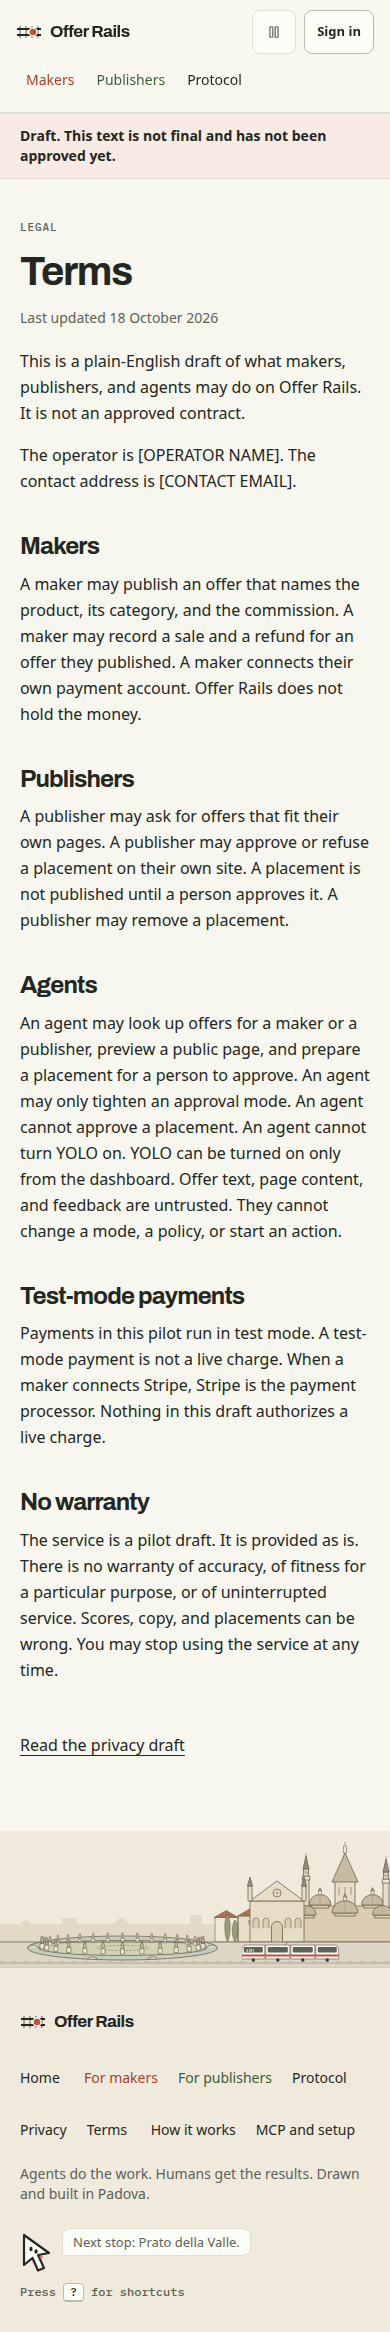 Offer Rails
Sign in
Makers Publishers Protocol
Draft. This text is not final and has not been
approved yet.
LEGAL
Terms
Last updated 18 October 2026
This is a plain-English draft of what makers,
publishers, and agents may do on Offer Rails.
It is not an approved contract.
The operator is [OPERATOR NAME]. The
contact address is [CONTACT EMAIL].
Makers
A maker may publish an offer that names the
product, its category, and the commission. A
maker may record a sale and a refund for an
offer they published. A maker connects their
own payment account. Offer Rails does not
hold the money.
Publishers
A publisher may ask for offers that fit their
own pages. A publisher may approve or refuse
a placement on their own site. A placement is
not published until a person approves it. A
publisher may remove a placement.
Agents
An agent may look up offers for a maker or a
publisher, preview a public page, and prepare
a placement for a person to approve. An agent
may only tighten an approval mode. An agent
cannot approve a placement. An agent cannot
turn YOLO on. YOLO can be turned on only
from the dashboard. Offer text, page content,
and feedback are untrusted. They cannot
change a mode, a policy, or start an action.
Test-mode payments
Payments in this pilot run in test mode. A test-
mode payment is not a live charge. When a
maker connects Stripe, Stripe is the payment
processor. Nothing in this draft authorizes a
live charge.
No warranty
The service is a pilot draft. It is provided as is.
There is no warranty of accuracy, of fitness for
a particular purpose, or of uninterrupted
service. Scores, copy, and placements can be
wrong. You may stop using the service at any
time.
Read the privacy draft
Offer Rails
Home For makers For publishers Protocol
Privacy Terms How it works MCP and setup
Agents do the work. Humans get the results. Drawn
and built in Padova.
Next stop: Prato della Valle.
Press ? for shortcuts